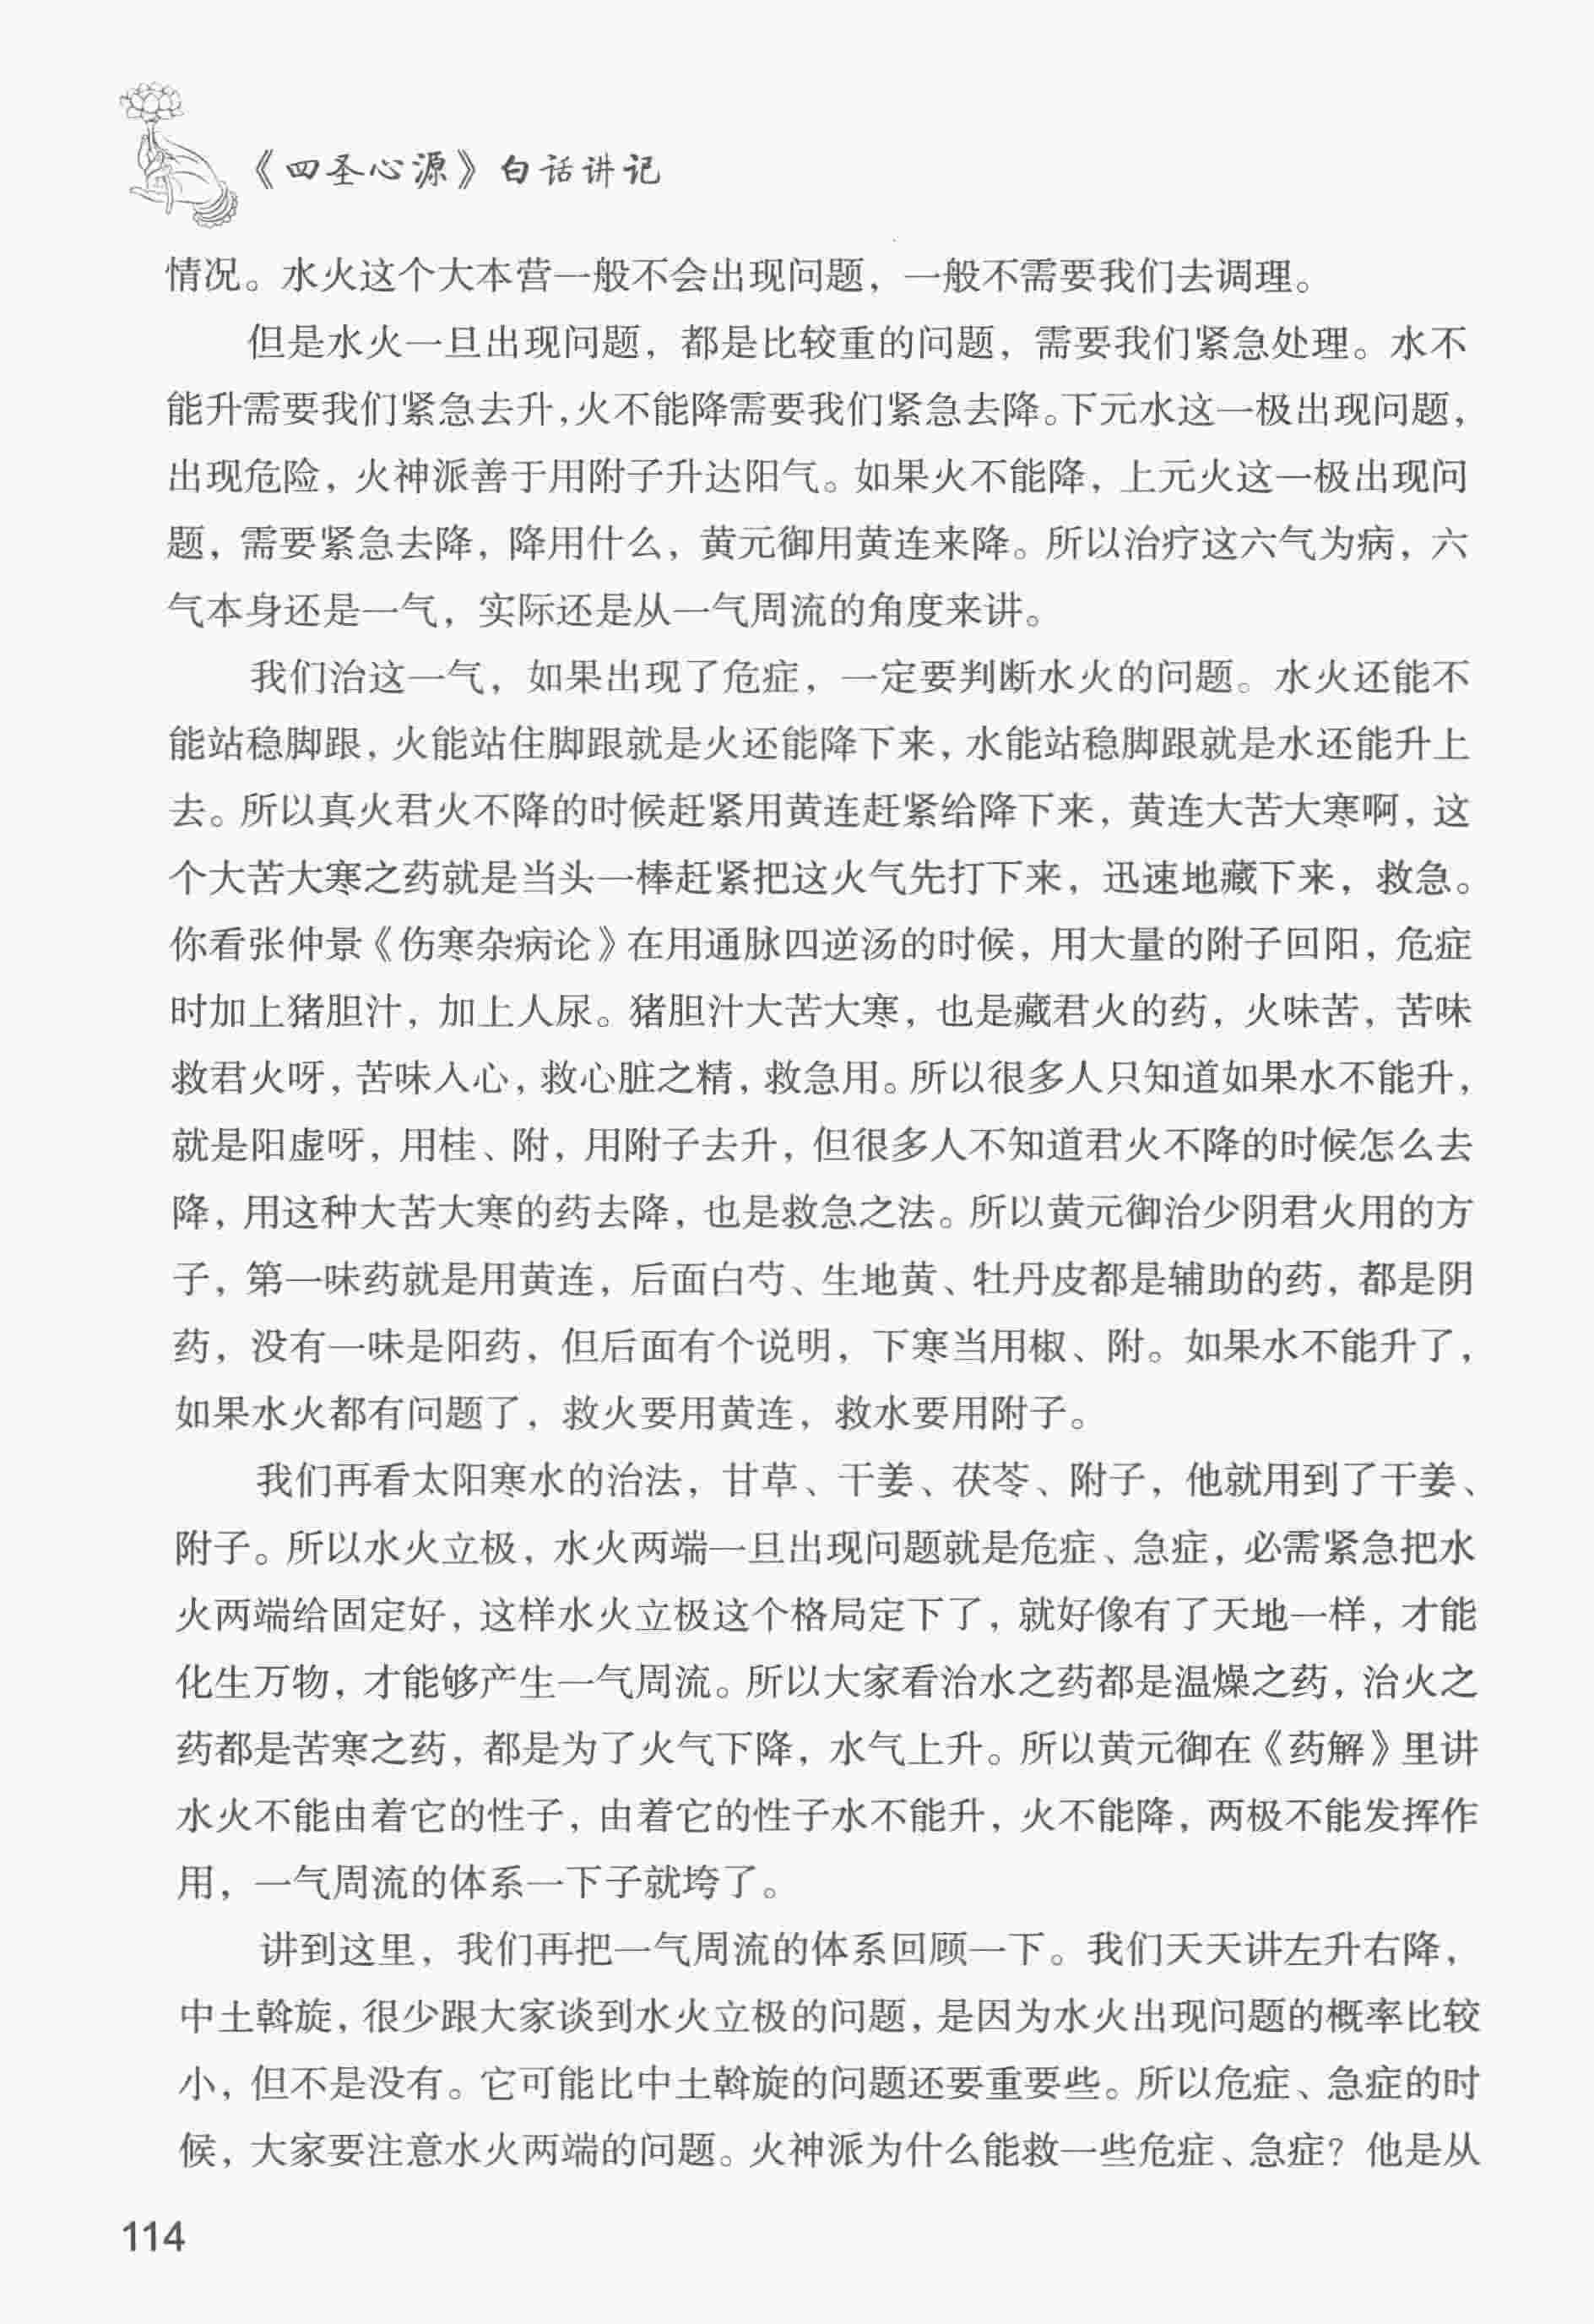 《四圣心源》白话讲记
情况。水火这个大本营一般不会出现问题，一般不需要我们去调理。
但是水火一旦出现问题，都是比较重的问题，需要我们紧急处理。水不
能升需要我们紧急去升，火不能降需要我们紧急去降。下元水这一极出现问题，
出现危险，火神派善于用附子升达阳气。如果火不能降，上元火这一极出现问
题，需要紧急去降，降用什么，黄元御用黄连来降。所以治疗这六气为病，六
气本身还是一气，实际还是从一气周流的角度来讲。
我们治这一气，如果出现了危症，一定要判断水火的问题。水火还能不
能站稳脚跟，火能站住脚跟就是火还能降下来，水能站稳脚跟就是水还能升上
去。所以真火君火不降的时候赶紧用黄连赶紧给降下来，黄连大苦大寒啊，这
个大苦大寒之药就是当头一棒赶紧把这火气先打下来，迅速地藏下来，救急。
你看张仲景《伤寒杂病论》在用通脉四逆汤的时候，用大量的附子回阳，危症
时加上猪胆汁，加上人尿。猪胆汁大苦大寒，也是藏君火的药，火味苦，苦味
救君火呀，苦味入心，救心脏之精，救急用。所以很多人只知道如果水不能升，
就是阳虚呀，用桂、附，用附子去升，但很多人不知道君火不降的时候怎么去
降，用这种大苦大寒的药去降，也是救急之法。所以黄元御治少阴君火用的方
子，第一味药就是用黄连，后面白芍、生地黄、牡丹皮都是辅助的药，都是阴
药，没有一味是阳药，但后面有个说明，下寒当用椒、附。如果水不能升了，
如果水火都有问题了，救火要用黄连，救水要用附子。
我们再看太阳寒水的治法，甘草、干姜、茯苓、附子，他就用到了干姜、
附子。所以水火立极，水火两端一旦出现问题就是危症、急症，必需紧急把水
火两端给固定好，这样水火立极这个格局定下了，就好像有了天地一样，才能
化生万物，才能够产生一气周流。所以大家看治水之药都是温燥之药，治火之
药都是苦寒之药，都是为了火气下降，水气上升。所以黄元御在《药解》里讲
水火不能由着它的性子，由着它的性子水不能升，火不能降，两极不能发挥作
用，一气周流的体系一下子就垮了。
讲到这里，我们再把一气周流的体系回顾一下。我们天天讲左升右降，
中土斡旋，很少跟大家谈到水火立极的问题，是因为水火出现问题的概率比较
小，但不是没有。它可能比中土斡旋的问题还要重要些。所以危症、急症的时
候，大家要注意水火两端的问题。火神派为什么能救一些危症、急症？他是从
114